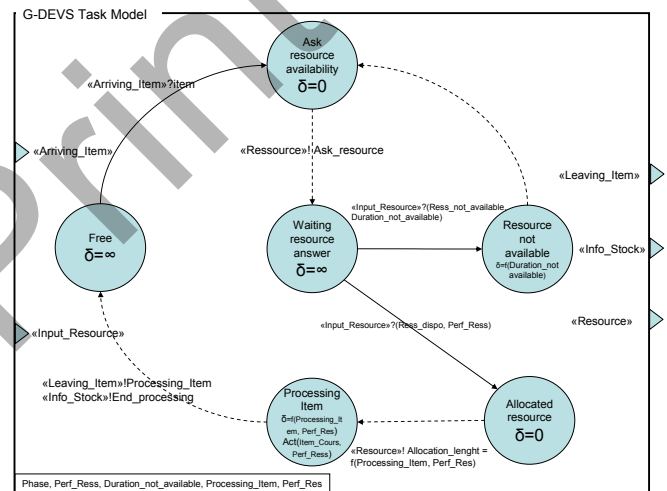 G-DEVS Task Model
Ask
resource
availability
δ=0
«Arriving_Item»?item
«Ressource»! Ask_resource
«Arriving_Item»
«Leaving_Item»
«Input_Resource»?(Ress_not_available,
Duration_not_available)
Free
δ=∞
Waiting
resource
answer
δ=∞
Resource
not
available
δ=f(Duration_not
available)
«Info_Stock»
«Input_Resource»
«Input_Resource»?(Ress_dispo, Perf_Ress)
«Resource»
«Leaving_Item»!Processing_Item
«Info_Stock»!End_processing
Processing
Item
δ=f(Processing_It
em, Perf_Res)
Act(Item_Cours,
Perf_Ress)
Allocated
resource
δ=0
«Resource»! Allocation_lenght =
f(Processing_Item, Perf_Res)
Phase, Perf_Ress, Duration_not_available, Processing_Item, Perf_Res
Print